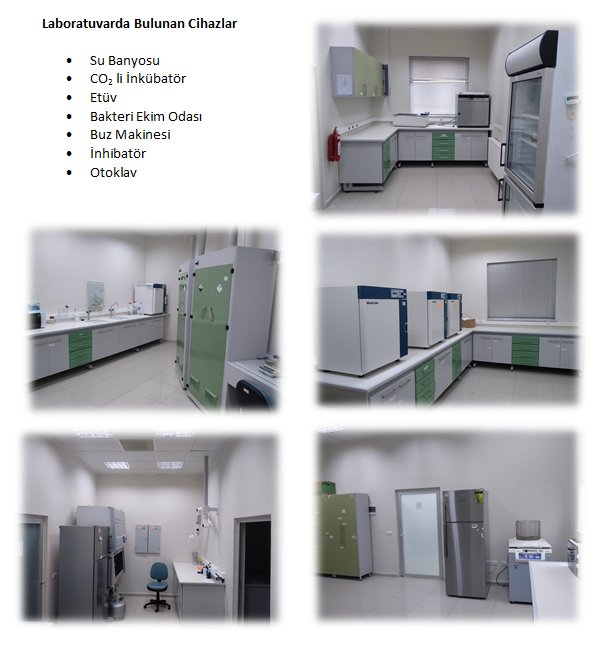 Laboratuvarda Bulunan Cihazlar
• Su Banyosu
• CO₂ li İnkübatör
• Etüv
• Bakteri Ekim Odası
• Buz Makinesi
• İnhibatör
• Otoklav